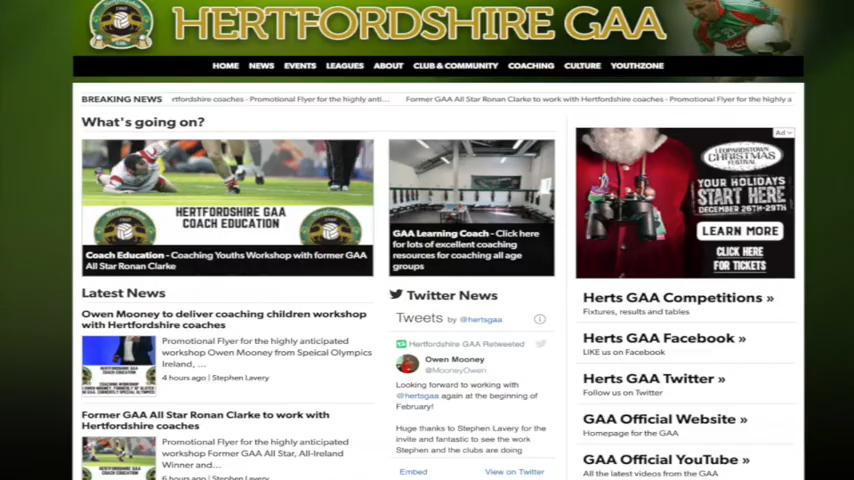 HERTFORDSHIRE GAA
HOME NEWS EVENTS LEAGUES ABOUT CLUB & COMMUNITY COACHING CULTURE YOUTHZONE
BREAKING NEWS rtfordshire coaches - Promotional Flyer for the highly anti... Former GAA All Star Ronan Clarke to work with Hertfordshire coaches - Promotional Flyer for the highly a
What's going on?
HERTFORDSHIRE GAA
COACH EDUCATION
Coach Education - Coaching Youths Workshop with former GAA
All Star Ronan Clarke
GAA Learning Coach - Click here
for lots of excellent coaching
resources for coaching all age
groups
Ad
LEOPARDSTOWN
CHRISTMAS
FESTIVAL
YOUR HOLIDAYS
START HERE
DECEMBER 26TH-29TH
LEARN MORE
CLICK HERE
FOR TICKETS
Latest News
Owen Mooney to deliver coaching children workshop
with Hertfordshire coaches
Promotional Flyer for the highly anticipated
workshop Owen Mooney from Speical Olympics
Ireland, ...
4 hours ago | Stephen Lavery
Former GAA All Star Ronan Clarke to work with
Hertfordshire coaches
Promotional Flyer for the highly anticipated
workshop Former GAA All Star, All-Ireland
Winner and...
6 hours ago | Stephen Lavery
HERTFORDSHIRE GAA
COACH EDUCATION
Twitter News
Tweets by @hertsgaa
Hertfordshire GAA Retweeted
Owen Mooney
@MooneyOwen
Looking forward to working with
@hertsgaa again at the beginning of
February!
Huge thanks to Stephen Lavery for the
invite and fantastic to see the work
Stephen and the clubs are doing
Embed View on Twitter
Herts GAA Competitions »
Fixtures, results and tables
Herts GAA Facebook »
LIKE us on Facebook
Herts GAA Twitter »
Follow us on Twitter
GAA Official Website »
Homepage for the GAA
GAA Official YouTube »
All the latest videos from the GAA